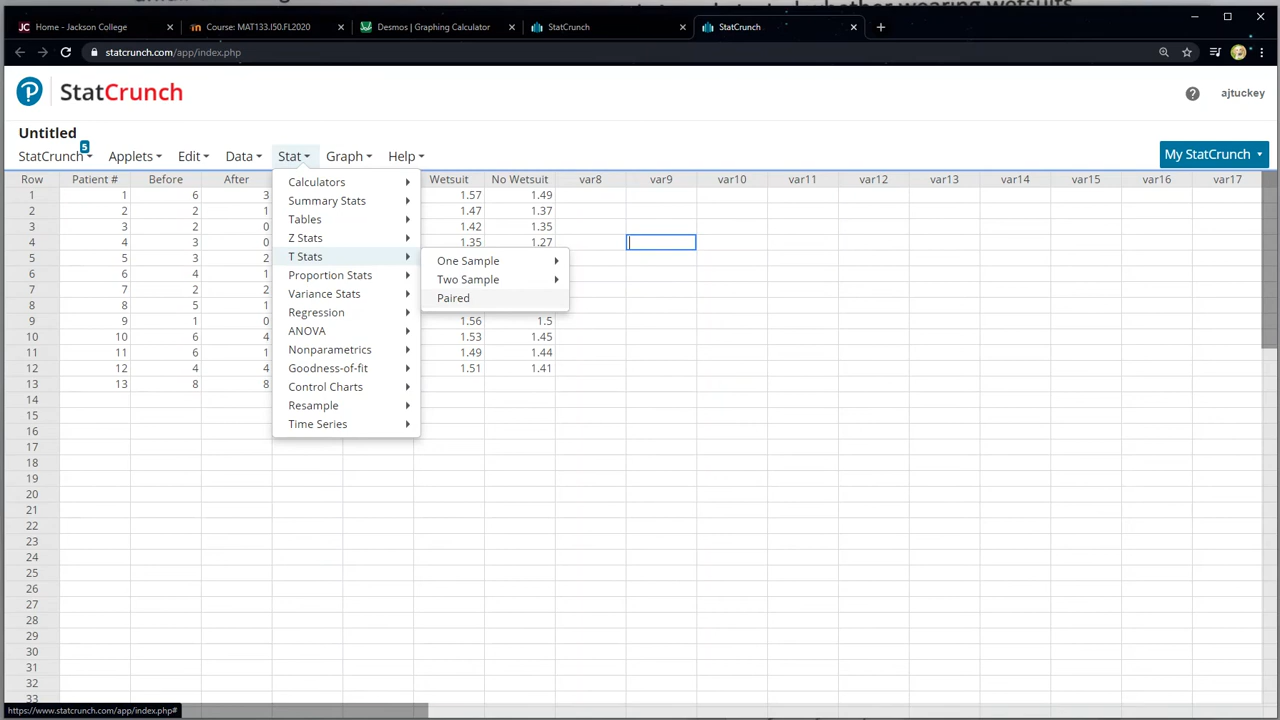 whether wearing wetsuits
Home - Jackson College
Course: MAT133.I50.FL2020
Desmos | Graphing Calculator
StatCrunch
StatCrunch
statcrunch.com/app/index.php
StatCrunch
ajtuckey
Untitled
5
StatCrunch Applets Edit Data Stat Graph Help
My StatCrunch
Row Patient # Before After Wetsuit No Wetsuit var8 var9 var10 var11 var12 var13 var14 var15 var16 var17
1 1 6 3 1.57 1.49
2 2 2 1 1.47 1.37
3 3 2 0 1.42 1.35
4 4 3 0 1.35 1.27
5 5 3 2
6 6 4 1
7 7 2 2
8 8 5 1
9 9 1 0 1.56 1.5
10 10 6 4 1.53 1.45
11 11 6 1 1.49 1.44
12 12 4 4 1.51 1.41
13 13 8 8
14
15
16
17
18
19
20
21
22
23
24
25
26
27
28
29
30
31
32
33
Calculators
Summary Stats
Tables
Z Stats
T Stats
Proportion Stats
Variance Stats
Regression
ANOVA
Nonparametrics
Goodness-of-fit
Control Charts
Resample
Time Series
One Sample
Two Sample
Paired
https://www.statcrunch.com/app/index.php#